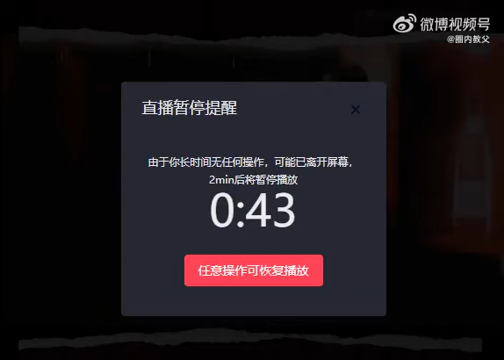 微博视频号
@圈内教父
直播暂停提醒
×
由于你长时间无任何操作，可能已离开屏幕，
2min后将暂停播放
0:43
任意操作可恢复播放